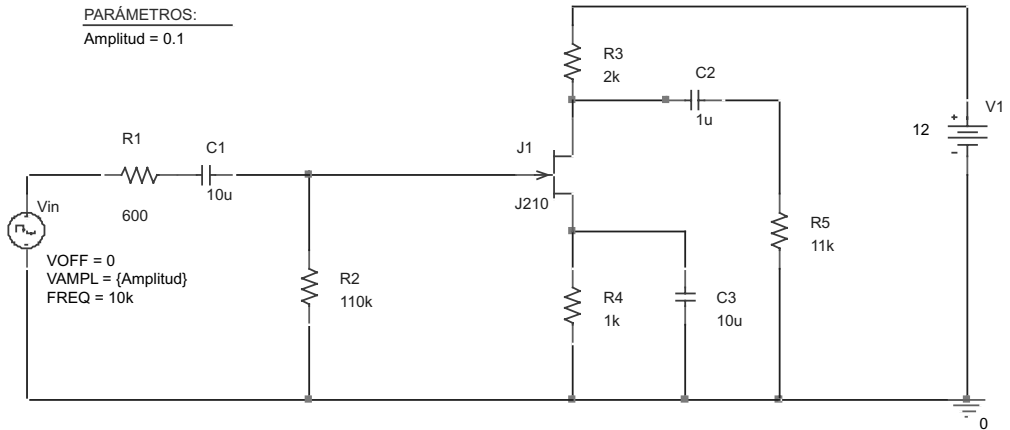 PARÁMETROS:
Amplitud = 0.1
R3
2k
C2
1u
V1
12
+
-
R1
600
C1
10u
J1
J210
Vin
VOFF = 0
VAMPL = {Amplitud}
FREQ = 10k
R2
110k
R4
1k
C3
10u
R5
11k
0